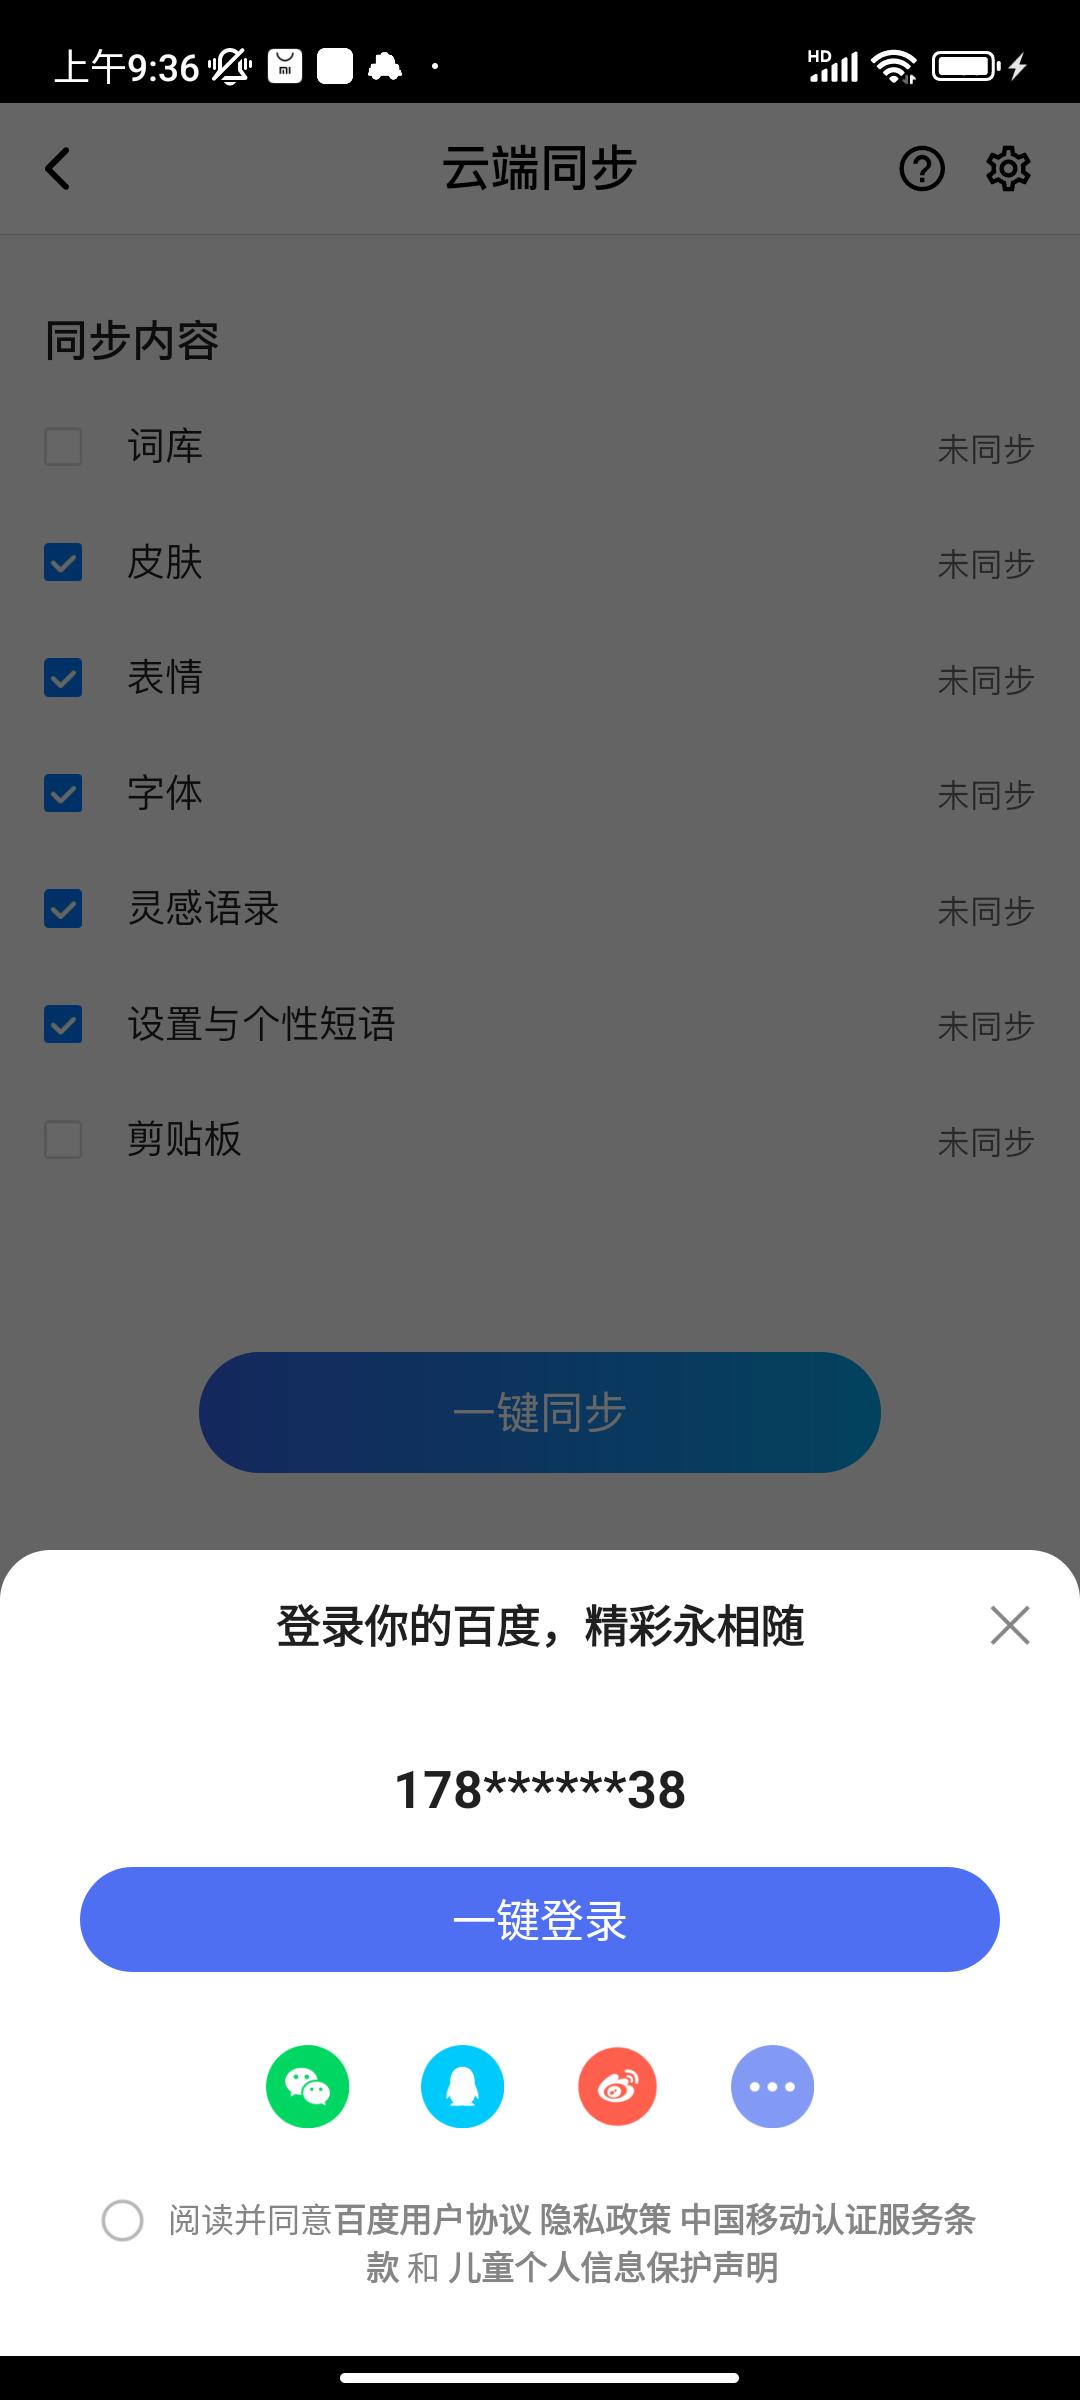 上午9:36
HD
云端同步
同步内容
词库 未同步
皮肤 未同步
表情 未同步
字体 未同步
灵感语录 未同步
设置与个性短语 未同步
剪贴板 未同步
一键同步
登录你的百度，精彩永相随
178******38
一键登录
阅读并同意百度用户协议 隐私政策 中国移动认证服务条
款 和 儿童个人信息保护声明